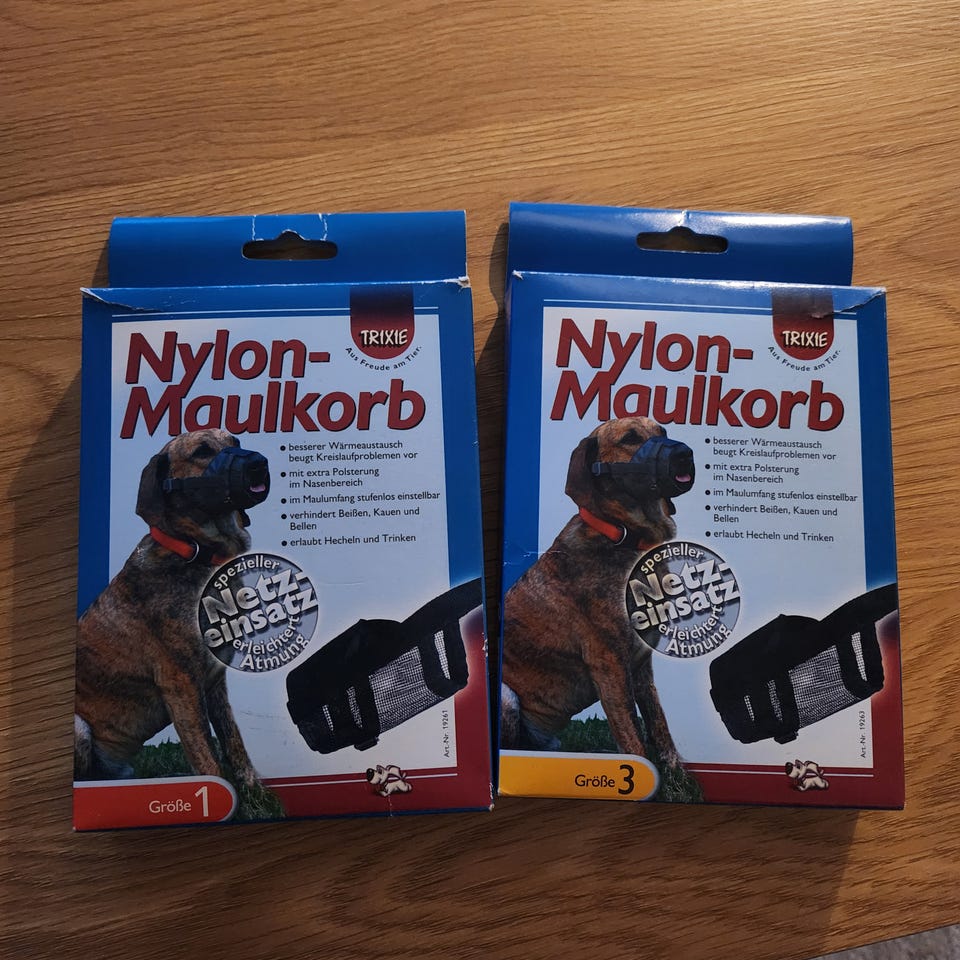 TRIXIE
Aus Freude am Tier.
Nylon-
Maulkorb
besserer Wärmeaustausch
beugt Kreislaufproblemen vor
mit extra Polsterung
im Nasenbereich
im Maulumfang stufenlos einstellbar
verhindert Beißen, Kauen und
Bellen
erlaubt Hecheln und Trinken
spezieller
Netz-
einsatz
erleichtert
Atmung
Art.-Nr. 19261
Größe 1
TRIXIE
Aus Freude am Tier.
Nylon-
Maulkorb
besserer Wärmeaustausch
beugt Kreislaufproblemen vor
mit extra Polsterung
im Nasenbereich
im Maulumfang stufenlos einstellbar
verhindert Beißen, Kauen und
Bellen
erlaubt Hecheln und Trinken
spezieller
Netz-
einsatz
erleichtert
Atmung
Art.-Nr. 19263
Größe 3